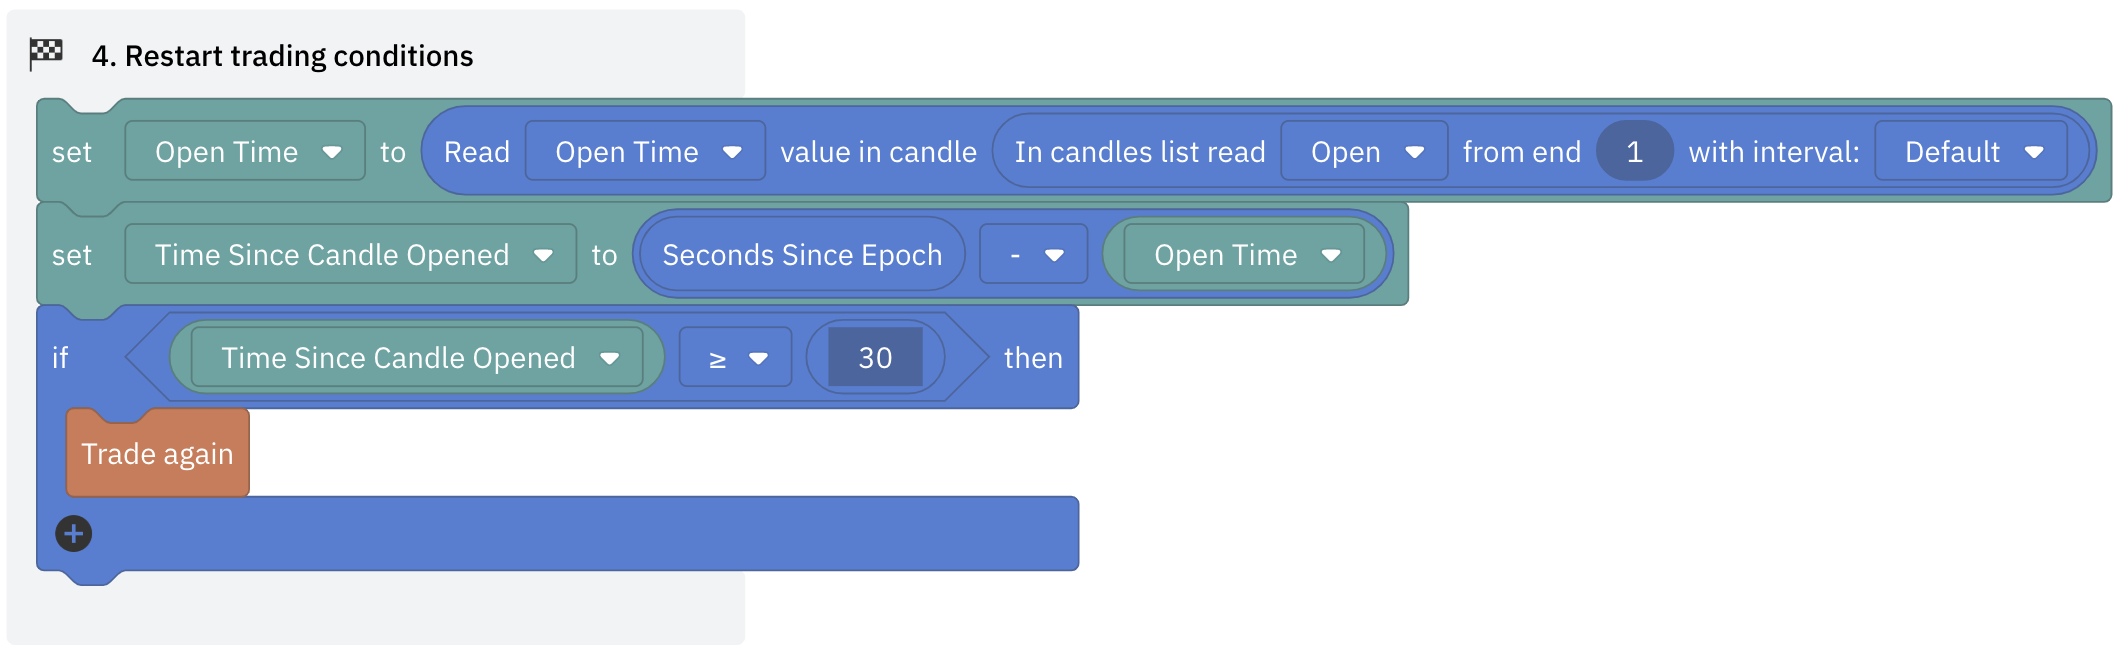 4. Restart trading conditions
set Open Time to Read Open Time value in candle In candles list read Open from end 1 with interval: Default
set Time Since Candle Opened to Seconds Since Epoch - Open Time
if Time Since Candle Opened ≥ 30 then
Trade again